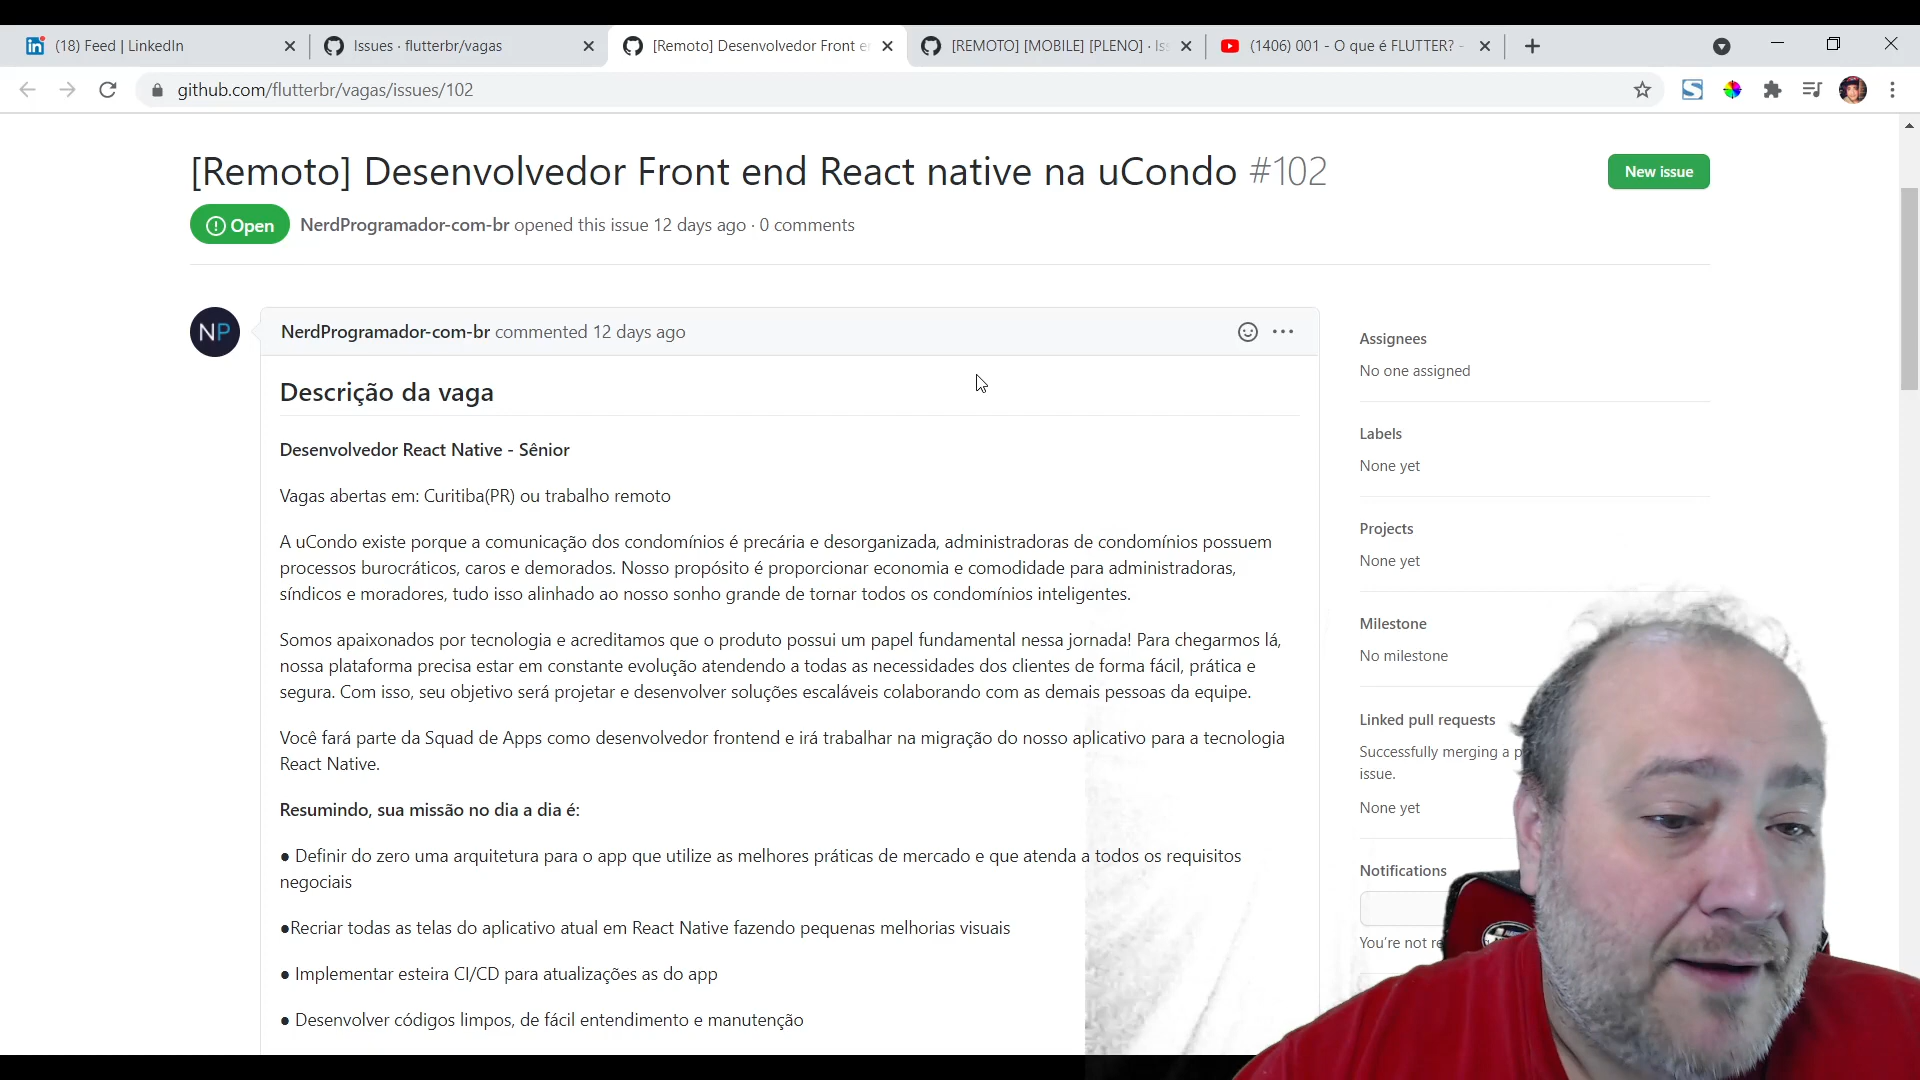 (18) Feed | LinkedIn
Issues · flutterbr/vagas
[Remoto] Desenvolvedor Front e
[REMOTO] [MOBILE] [PLENO] · Is
(1406) 001 - O que é FLUTTER? -
github.com/flutterbr/vagas/issues/102
[Remoto] Desenvolvedor Front end React native na uCondo #102
New issue
Open
NerdProgramador-com-br opened this issue 12 days ago · 0 comments
NP
NerdProgramador-com-br commented 12 days ago
Descrição da vaga
Desenvolvedor React Native - Sênior
Vagas abertas em: Curitiba(PR) ou trabalho remoto
A uCondo existe porque a comunicação dos condomínios é precária e desorganizada, administradoras de condomínios possuem
processos burocráticos, caros e demorados. Nosso propósito é proporcionar economia e comodidade para administradoras,
síndicos e moradores, tudo isso alinhado ao nosso sonho grande de tornar todos os condomínios inteligentes.
Somos apaixonados por tecnologia e acreditamos que o produto possui um papel fundamental nessa jornada! Para chegarmos lá,
nossa plataforma precisa estar em constante evolução atendendo a todas as necessidades dos clientes de forma fácil, prática e
segura. Com isso, seu objetivo será projetar e desenvolver soluções escaláveis colaborando com as demais pessoas da equipe.
Você fará parte da Squad de Apps como desenvolvedor frontend e irá trabalhar na migração do nosso aplicativo para a tecnologia
React Native.
Resumindo, sua missão no dia a dia é:
● Definir do zero uma arquitetura para o app que utilize as melhores práticas de mercado e que atenda a todos os requisitos
negociais
●Recriar todas as telas do aplicativo atual em React Native fazendo pequenas melhorias visuais
● Implementar esteira CI/CD para atualizações as do app
● Desenvolver códigos limpos, de fácil entendimento e manutenção
Assignees
No one assigned
Labels
None yet
Projects
None yet
Milestone
No milestone
Linked pull requests
Successfully merging a p
issue.
None yet
Notifications
You're not re